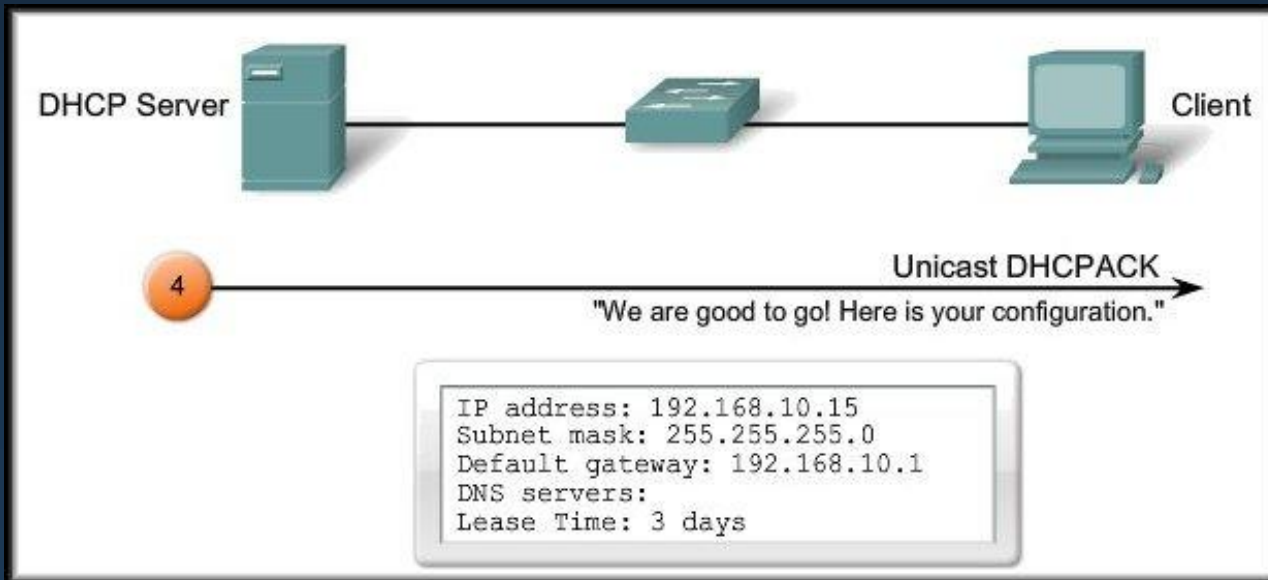 DHCP Server
Client
4
Unicast DHCPACK
"We are good to go! Here is your configuration."
IP address: 192.168.10.15
Subnet mask: 255.255.255.0
Default gateway: 192.168.10.1
DNS servers:
Lease Time: 3 days